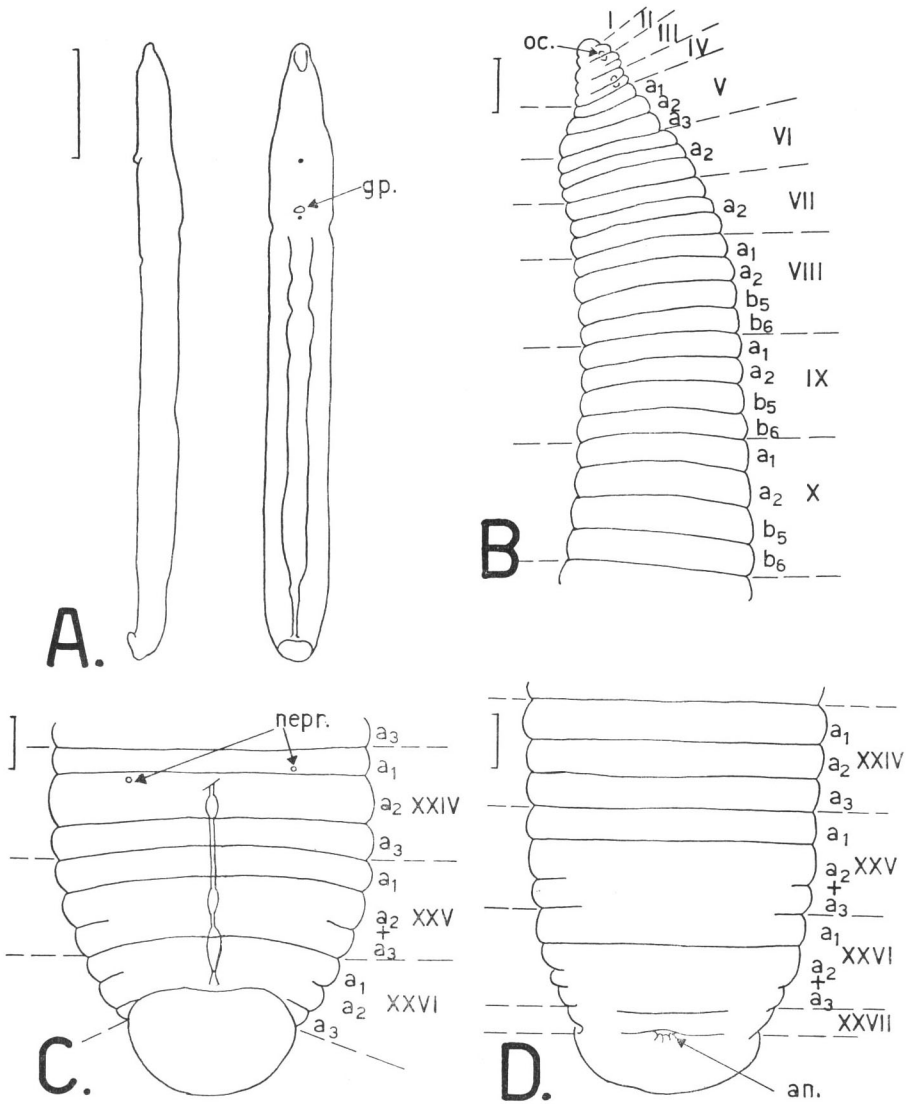 gp.
A.
I II III IV
oc.
V
a1
a2
a3
VI
a2
VII
a2
a1
VIII
a2
b5
b6
a1
IX
a2
b5
b6
a1
X
a2
b5
b6
B
nepr.
a3
a1
a2 XXIV
a3
a1
a2 XXV
+
a3
a1
a2 XXVI
a3
C.
a1
a2 XXIV
a3
a1
a2 XXV
+
a3
a1
XXVI
a2
+
a3
XXVII
an.
D.